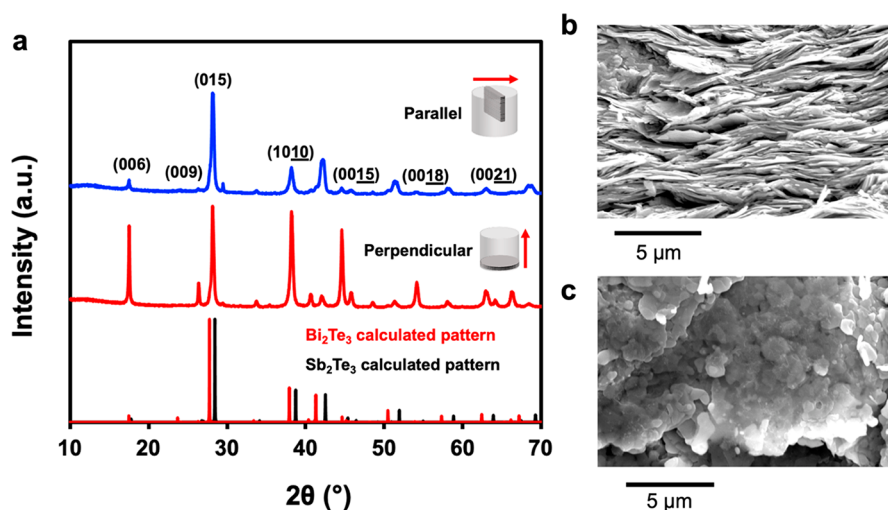 a
(015)
Parallel
(006)
(009)
(1010)
(0015)
(0018)
(0021)
Perpendicular
Bi₂Te₃ calculated pattern
Sb₂Te₃ calculated pattern
Intensity (a.u.)
10 20 30 40 50 60 70
2θ (°)
b
5 µm
c
5 µm